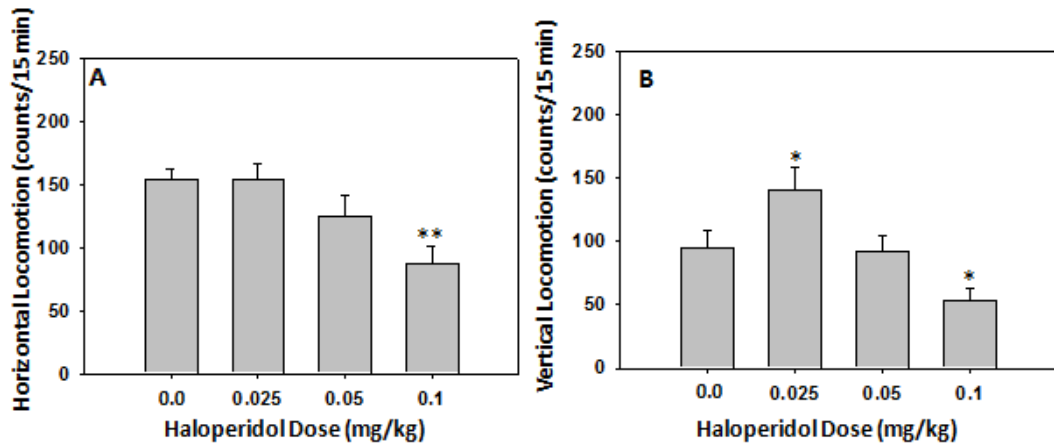 A
Horizontal Locomotion (counts/15 min)
250
200
150
100
50
0
**
0.0 0.025 0.05 0.1
Haloperidol Dose (mg/kg)
B
Vertical Locomotion (counts/15 min)
250
200
150
100
50
0
*
*
0.0 0.025 0.05 0.1
Haloperidol Dose (mg/kg)